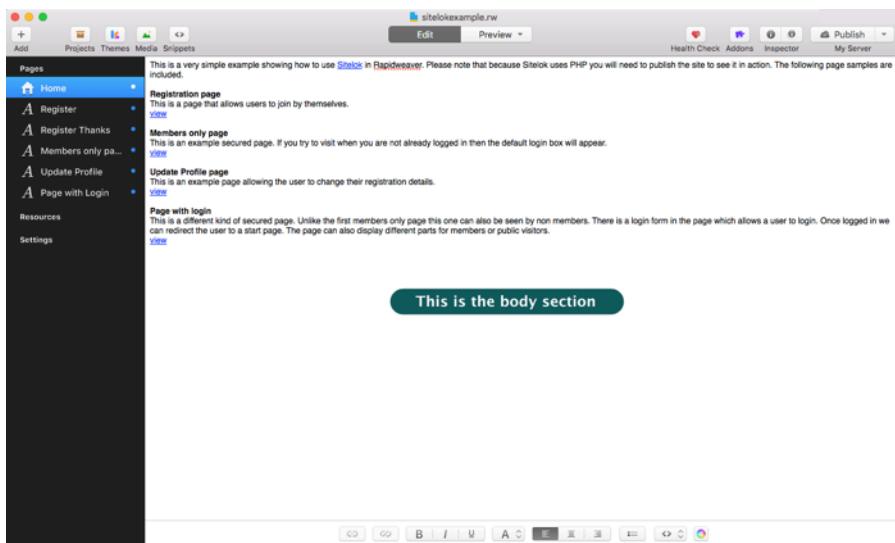 sitelokexample.rw
Edit Preview
Publish
Add Projects Themes Media Snippets Health Check Addons Inspector My Server
Pages
Home
Register
Register Thanks
Members only pa...
Update Profile
Page with Login
Resources
Settings
This is a very simple example showing how to use Sitelok in Rapidweaver. Please note that because Sitelok uses PHP you will need to publish the site to see it in action. The following page samples are
included.
Registration page
This is a page that allows users to join by themselves.
view
Members only page
This is an example secured page. If you try to visit when you are not already logged in then the default login box will appear.
view
Update Profile page
This is an example page allowing the user to change their registration details.
view
Page with login
This is a different kind of secured page. Unlike the first members only page this one can also be seen by non members. There is a login form in the page which allows a user to login. Once logged in we
can redirect the user to a start page. The page can also display different parts for members or public visitors.
view
This is the body section
B I U A